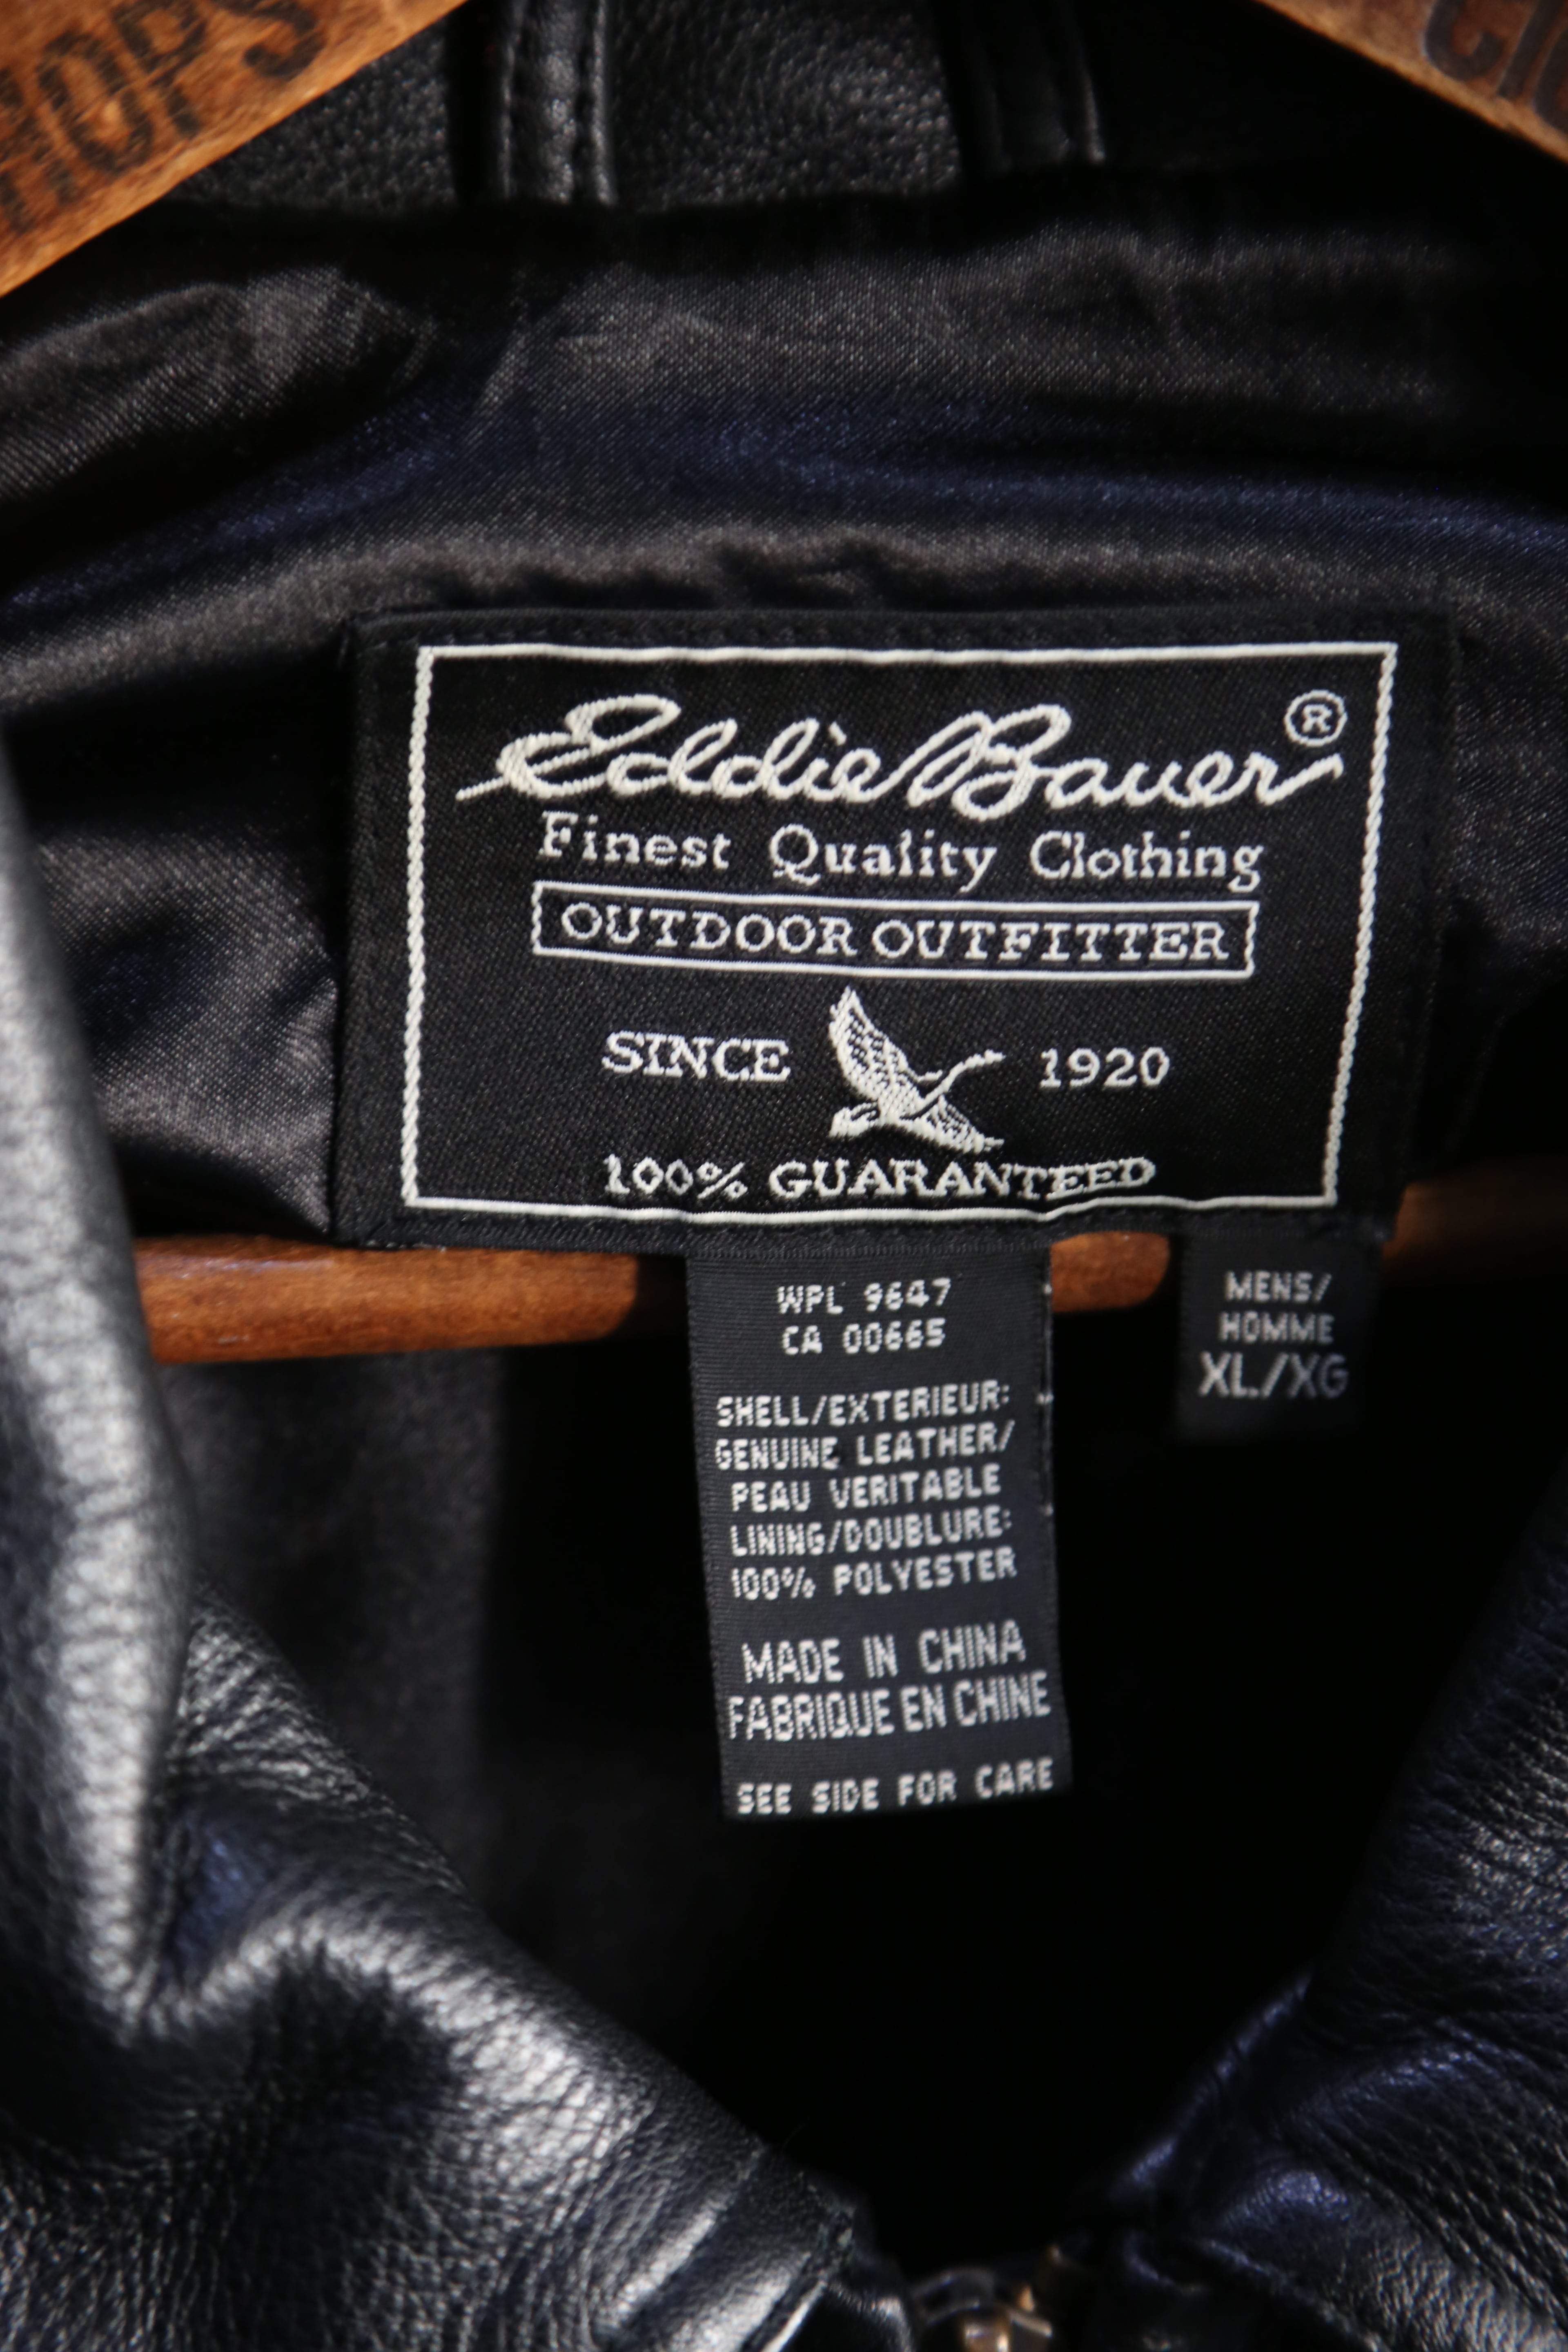 HOPS
Eddie Bauer®
Finest Quality Clothing
OUTDOOR OUTFITTER
SINCE 1920
100% GUARANTEED
WPL 9647
CA 00665
SHELL/EXTERIEUR:
GENUINE LEATHER/
PEAU VERITABLE
LINING/DOUBLURE:
100% POLYESTER
MADE IN CHINA
FABRIQUE EN CHINE
SEE SIDE FOR CARE
MENS/
HOMME
XL/XG